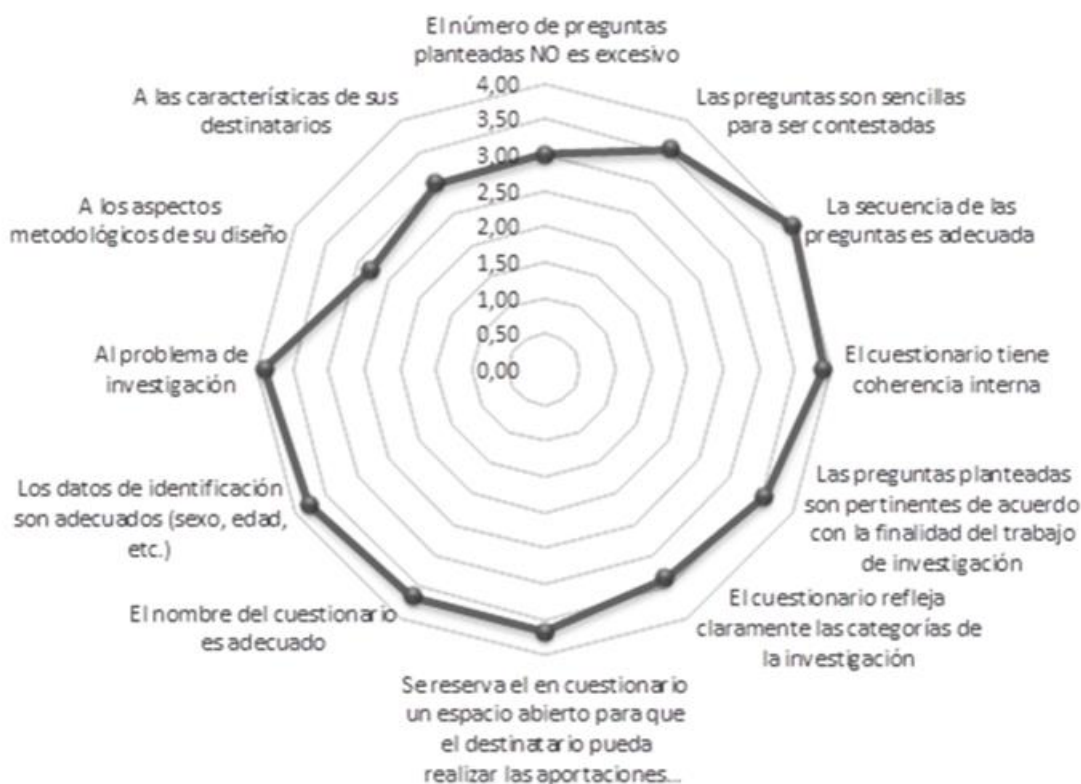 El número de preguntas
planteadas NO es excesivo
4,00
3,50
3,00
2,50
2,00
1,50
1,00
0,50
0,00
Las preguntas son sencillas
para ser contestadas
La secuencia de las
preguntas es adecuada
El cuestionario tiene
coherencia interna
Las preguntas planteadas
son pertinentes de acuerdo
con la finalidad del trabajo
de investigación
El cuestionario refleja
claramente las categorías de
la investigación
Se reserva el en cuestionario
un espacio abierto para que
el destinatario pueda
realizar las aportaciones...
El nombre del cuestionario
es adecuado
Los datos de identificación
son adecuados (sexo, edad,
etc.)
Al problema de
investigación
A los aspectos
metodológicos de su diseño
A las características de sus
destinatarios